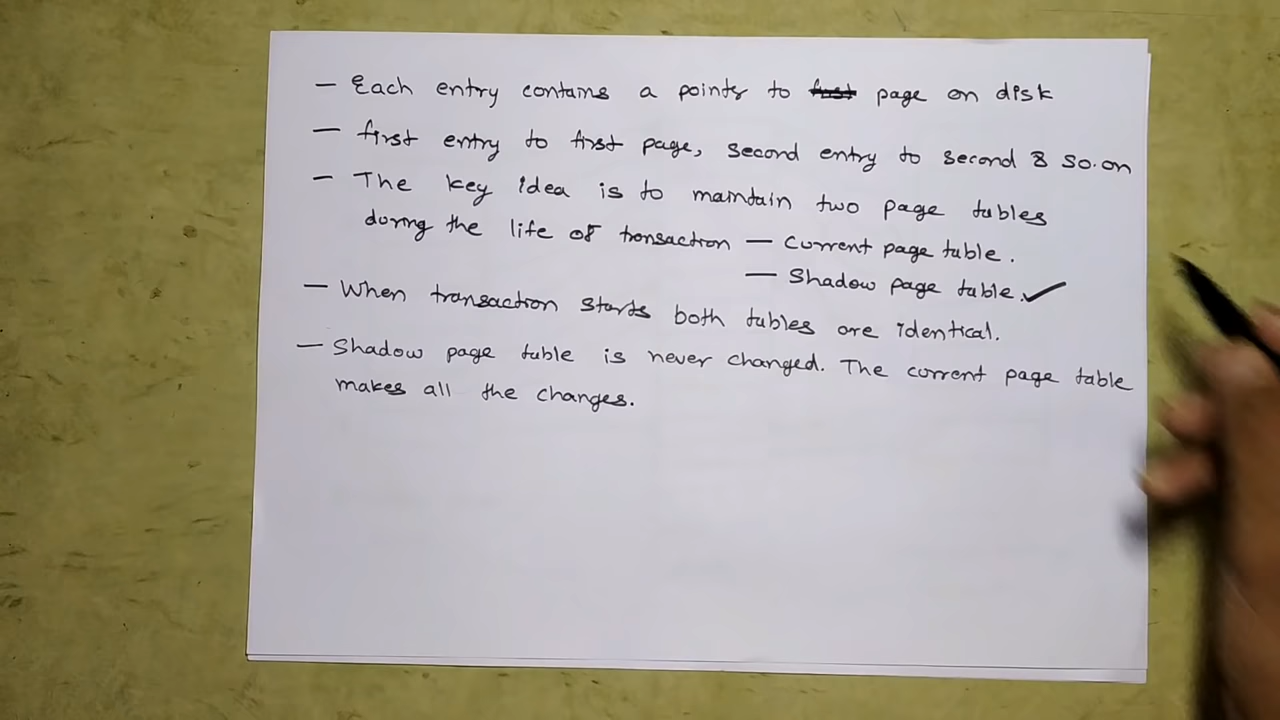 - Each entry contains a pointr to page on disk
- first entry to first page, second entry to second & so.on
- The key idea is to maintain two page tables
during the life of transaction - Current page table.
- Shadow page table. ✓
- When transaction starts both tables are identical.
- Shadow page table is never changed. The current page table
makes all the changes.